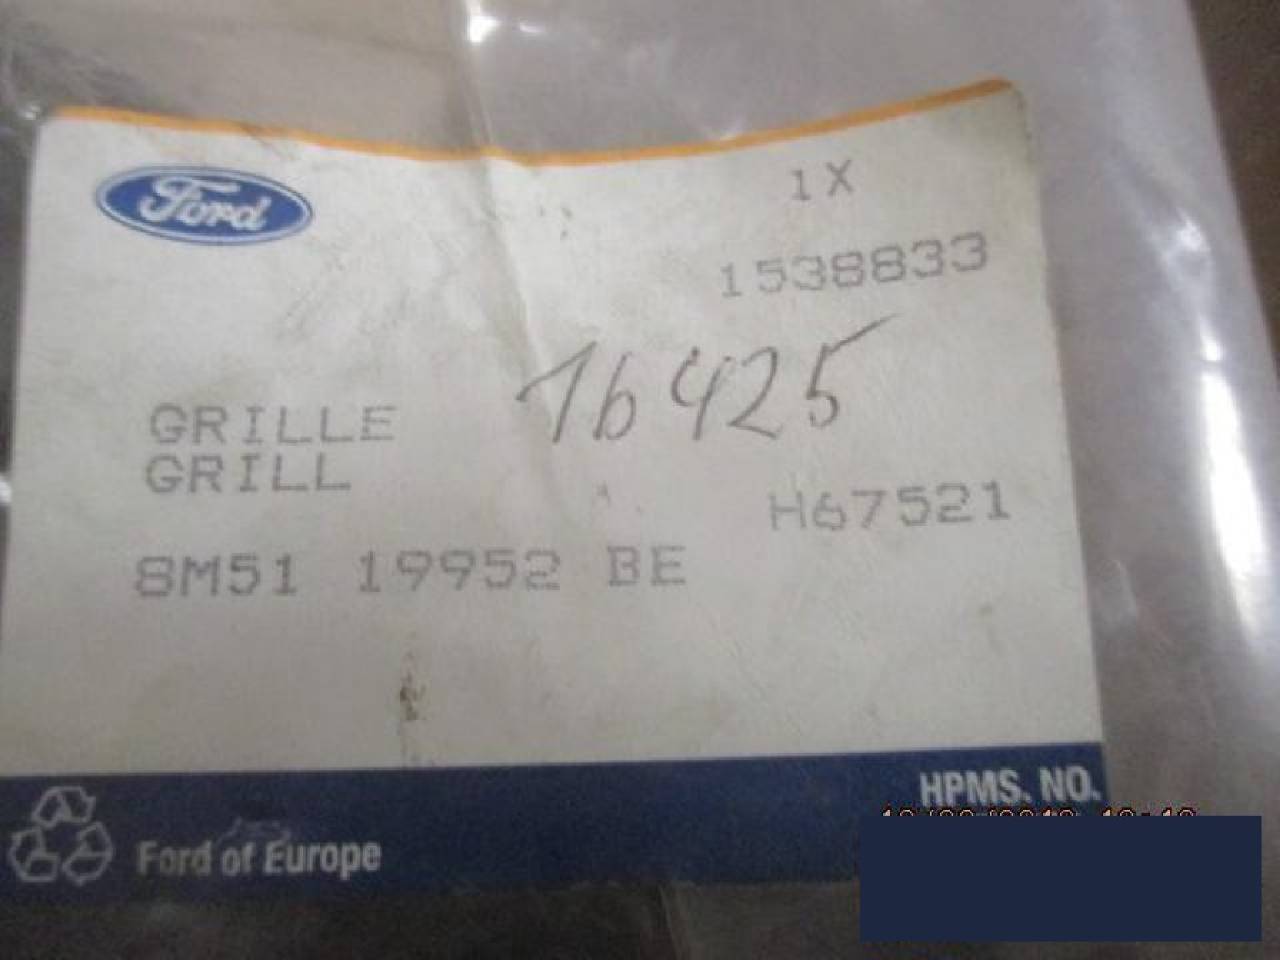 Ford
1X
1538833
16425
GRILLE
GRILL
H67521
8M51 19952 BE
HPMS. NO.
Ford of Europe